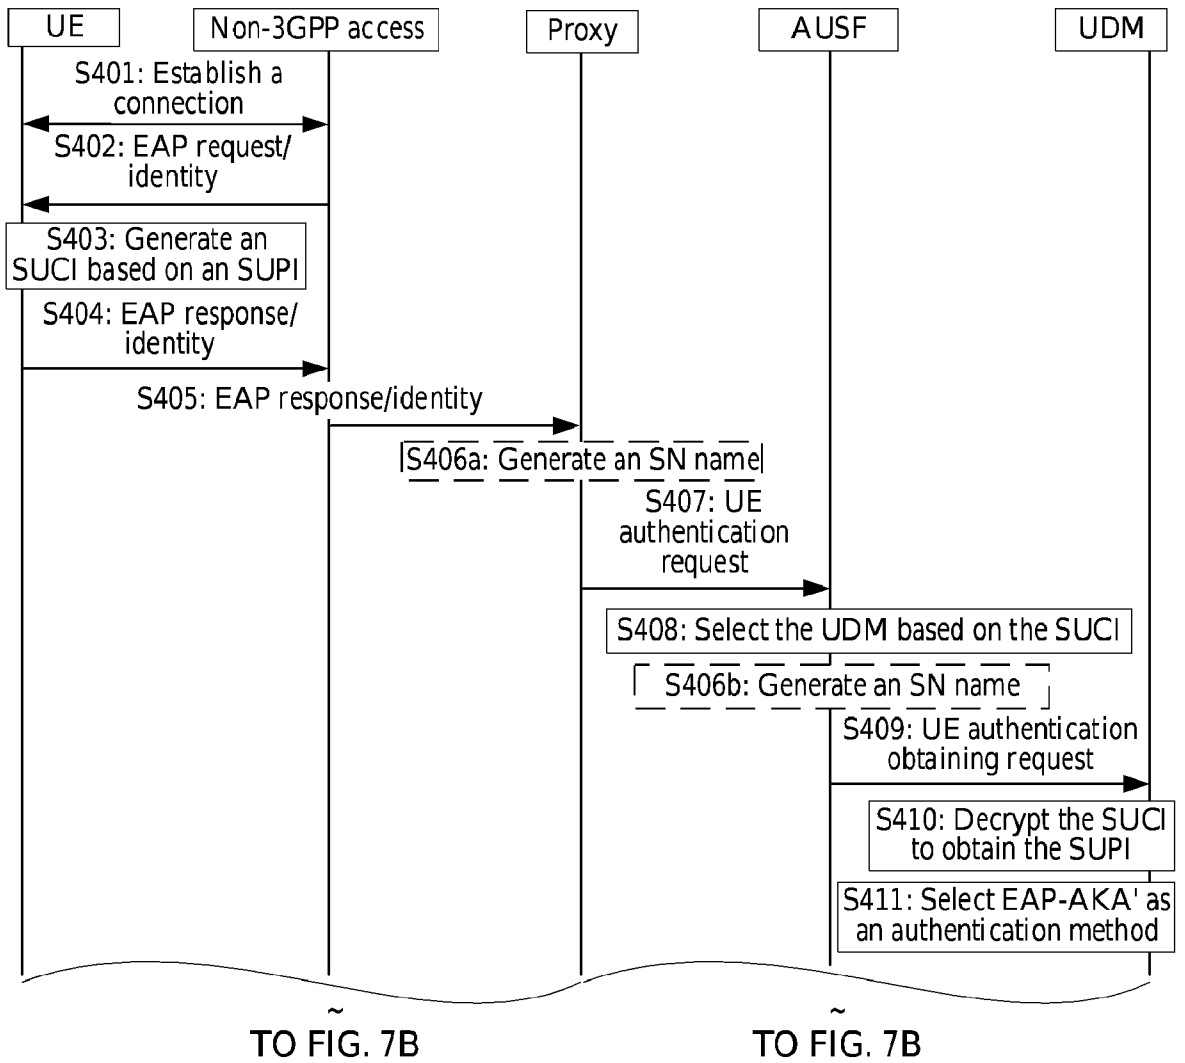 UE
Non-3GPP access
Proxy
AUSF
UDM
S401: Establish a
connection
S402: EAP request/
identity
S403: Generate an
SUCI based on an SUPI
S404: EAP response/
identity
S405: EAP response/identity
S406a: Generate an SN name
S407: UE
authentication
request
S408: Select the UDM based on the SUCI
S406b: Generate an SN name
S409: UE authentication
obtaining request
S410: Decrypt the SUCI
to obtain the SUPI
S411: Select EAP-AKA' as
an authentication method
~
TO FIG. 7B
~
TO FIG. 7B